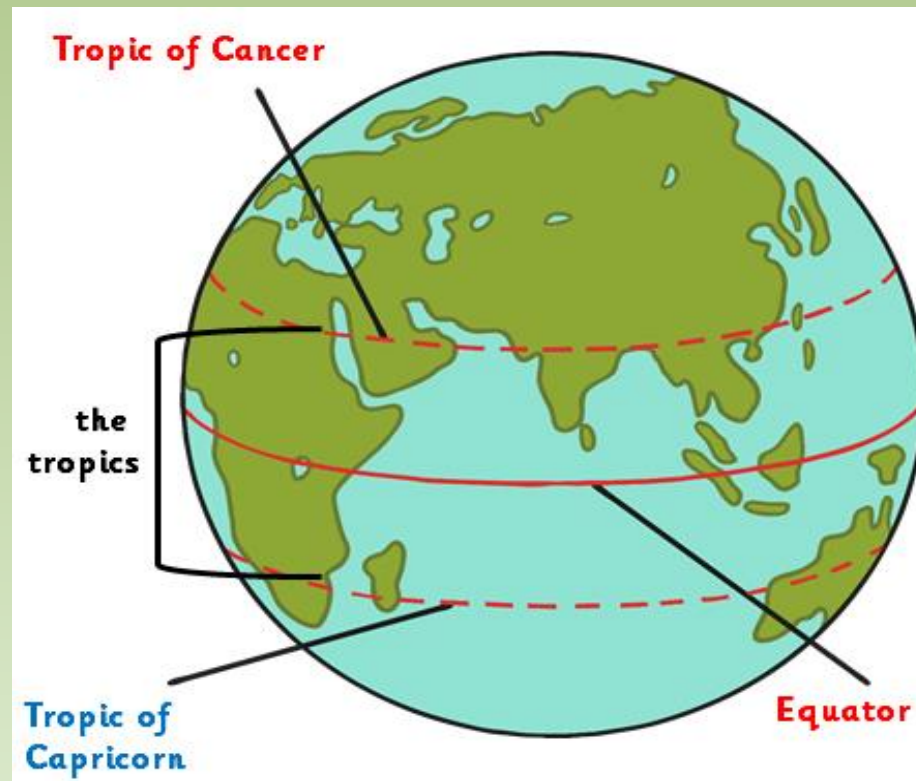 Tropic of Cancer
the
tropics
Tropic of
Capricorn
Equator